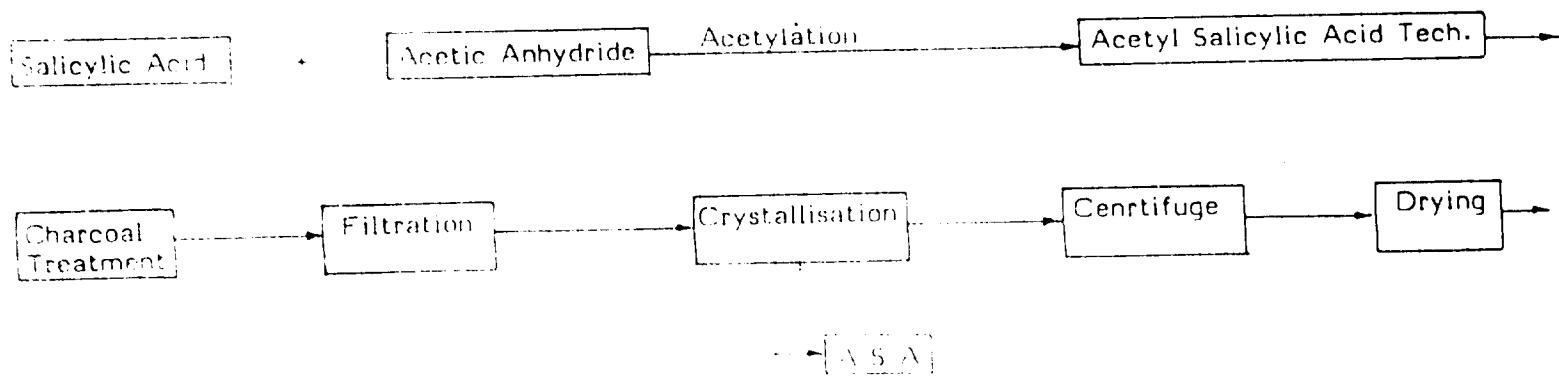 Salicylic Acid + Acetic Anhydride Acetylation Acetyl Salicylic Acid Tech.
Charcoal Treatment
Filtration
Crystallisation
Cenrtifuge
Drying
A S A